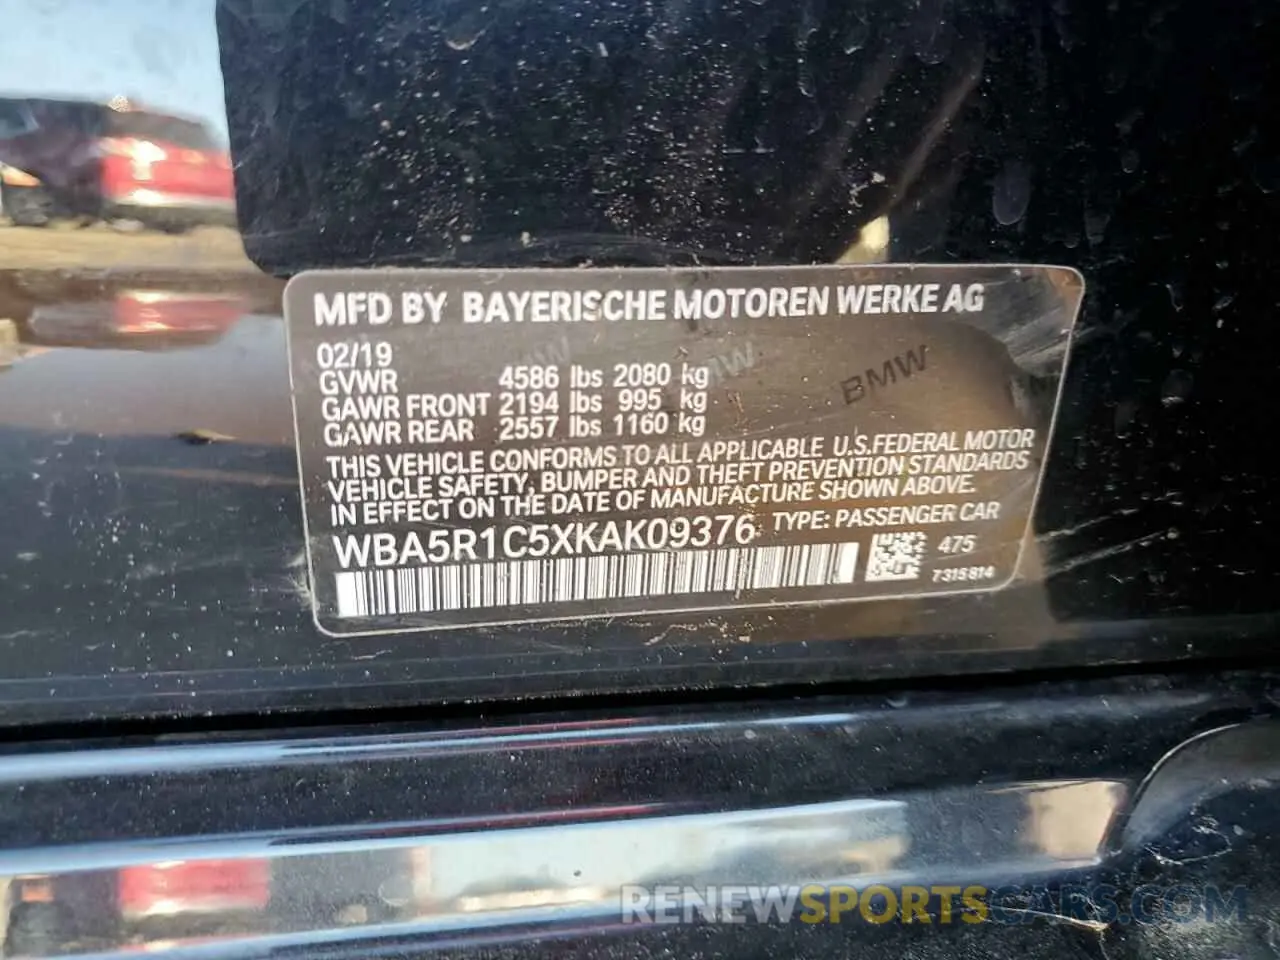 MFD BY BAYERISCHE MOTOREN WERKE AG
02/19
GVWR 4586 lbs 2080 kg
GAWR FRONT 2194 lbs 995 kg
GAWR REAR 2557 lbs 1160 kg
BMW
THIS VEHICLE CONFORMS TO ALL APPLICABLE U.S.FEDERAL MOTOR
VEHICLE SAFETY, BUMPER AND THEFT PREVENTION STANDARDS
IN EFFECT ON THE DATE OF MANUFACTURE SHOWN ABOVE.
WBA5R1C5XKAK09376 TYPE: PASSENGER CAR
475
7315814
RENEWSPORTSCARS.COM